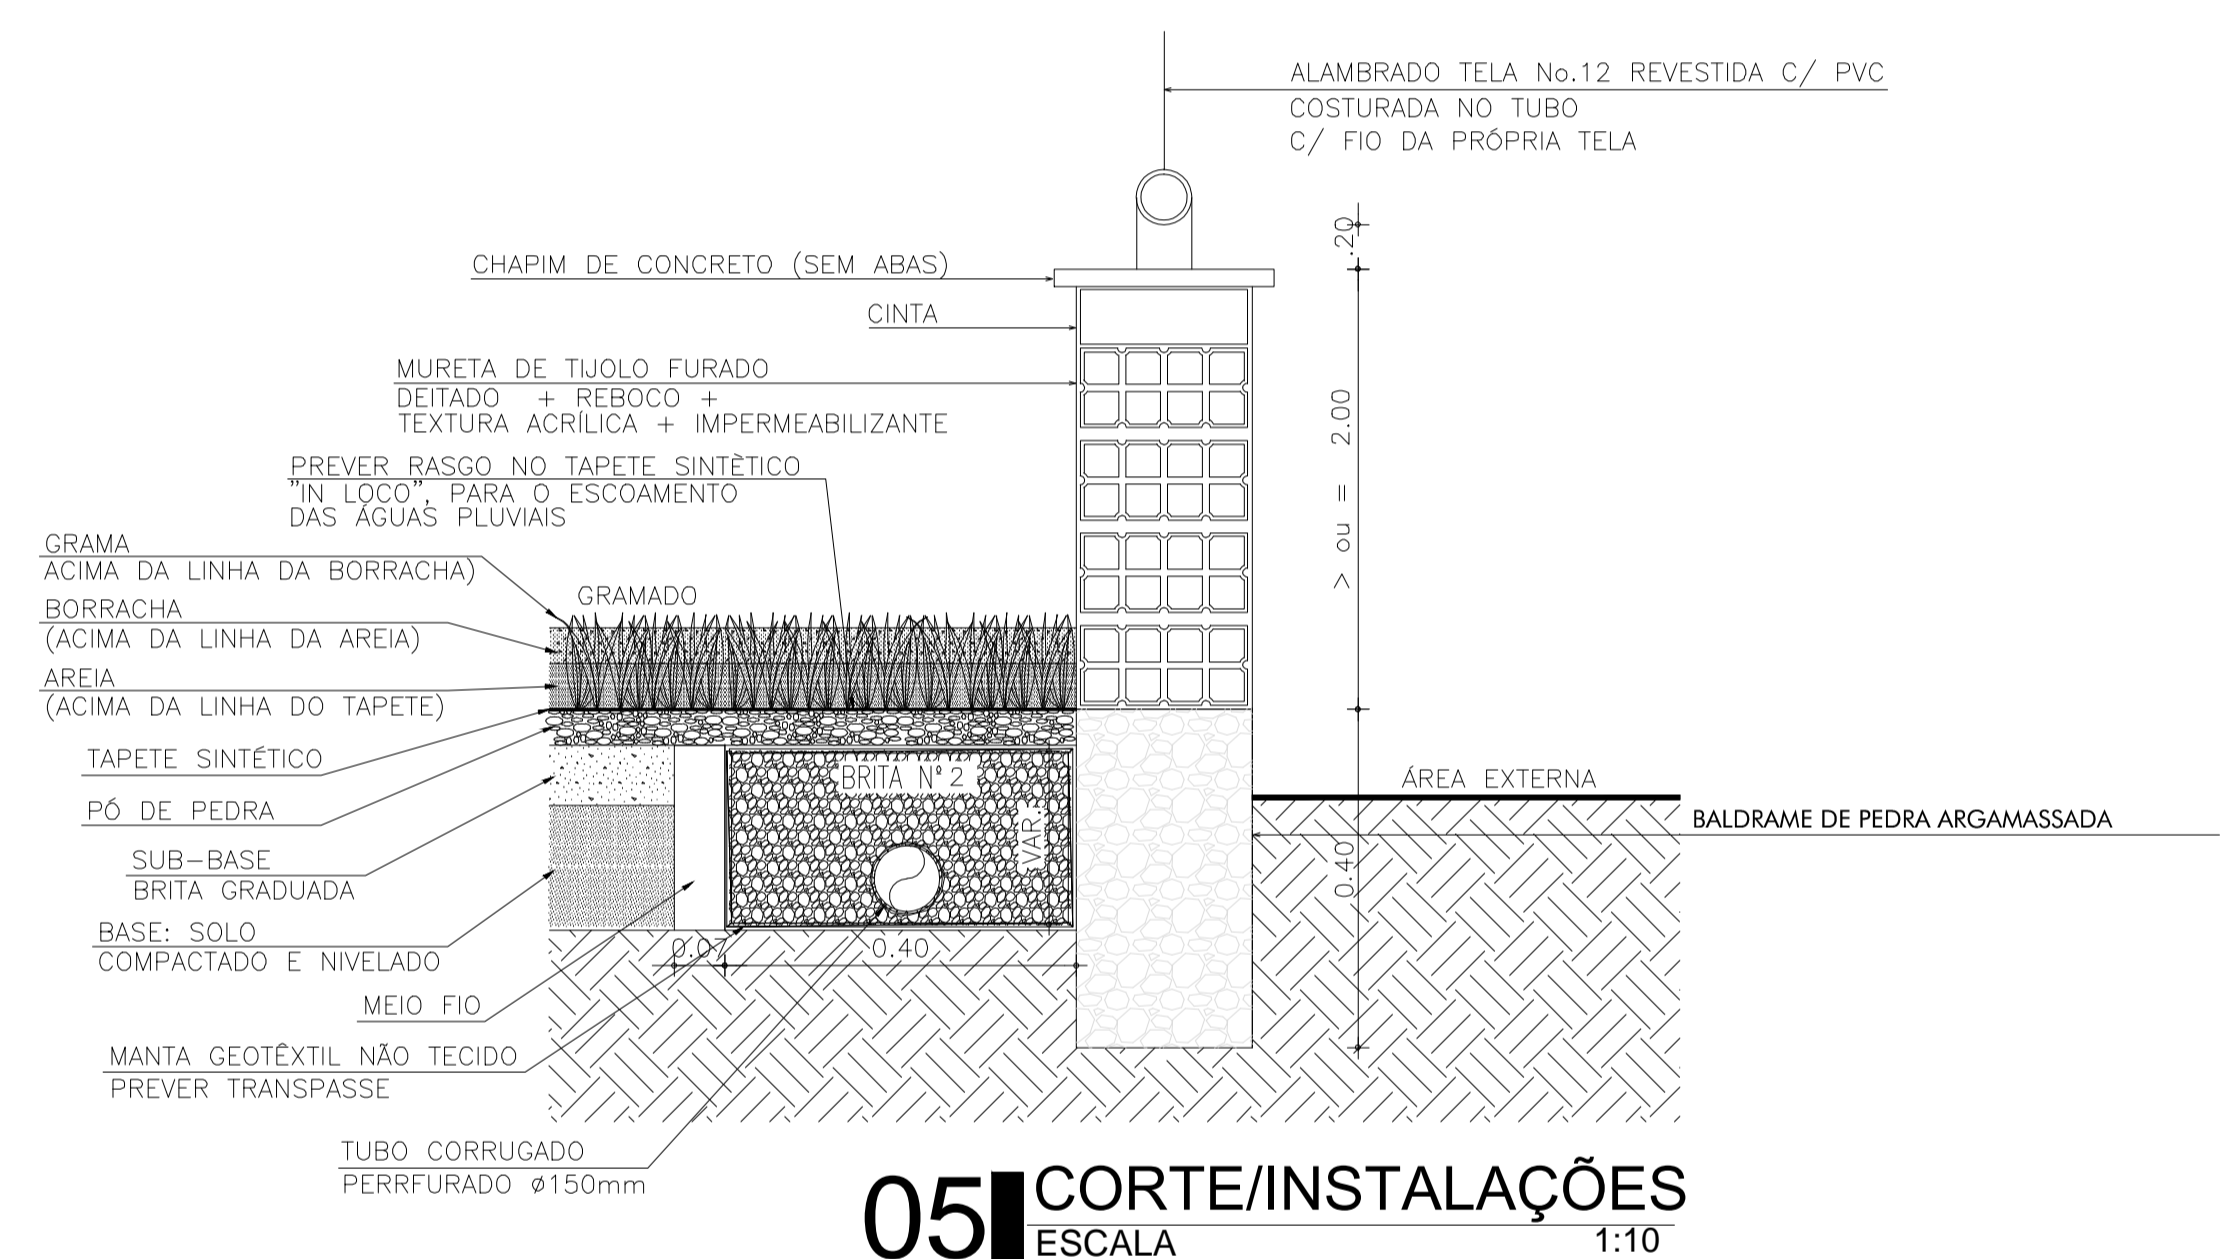 ALAMBRADO TELA No.12 REVESTIDA C/ PVC
COSTURADA NO TUBO
C/ FIO DA PRÓPRIA TELA
.20
CHAPIM DE CONCRETO (SEM ABAS)
CINTA
MURETA DE TIJOLO FURADO
DEITADO + REBOCO +
TEXTURA ACRÍLICA + IMPERMEABILIZANTE
> ou = 2.00
PREVER RASGO NO TAPETE SINTÈTICO
"IN LOCO", PARA O ESCOAMENTO
DAS ÁGUAS PLUVIAIS
GRAMA
ACIMA DA LINHA DA BORRACHA)
GRAMADO
BORRACHA
(ACIMA DA LINHA DA AREIA)
AREIA
(ACIMA DA LINHA DO TAPETE)
TAPETE SINTÉTICO
BRITA Nº 2
ÁREA EXTERNA
PÓ DE PEDRA
BALDRAME DE PEDRA ARGAMASSADA
VAR.
0.40
SUB-BASE
BRITA GRADUADA
BASE: SOLO
COMPACTADO E NIVELADO
0.07
0.40
MEIO FIO
MANTA GEOTÊXTIL NÃO TECIDO
PREVER TRANSPASSE
TUBO CORRUGADO
PERRFURADO ø150mm
05 CORTE/INSTALAÇÕES
ESCALA 1:10